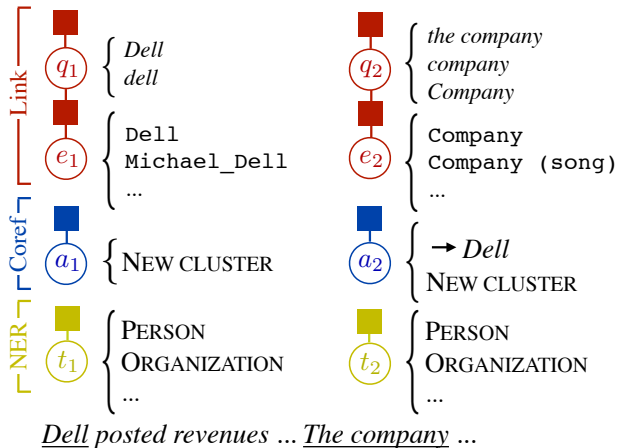 Link
q1
Dell
dell
q2
the company
company
Company
e1
Dell
Michael_Dell
...
e2
Company
Company (song)
...
Coref
a1
NEW CLUSTER
a2
→ Dell
NEW CLUSTER
NER
t1
PERSON
ORGANIZATION
...
t2
PERSON
ORGANIZATION
...
Dell posted revenues ... The company ...